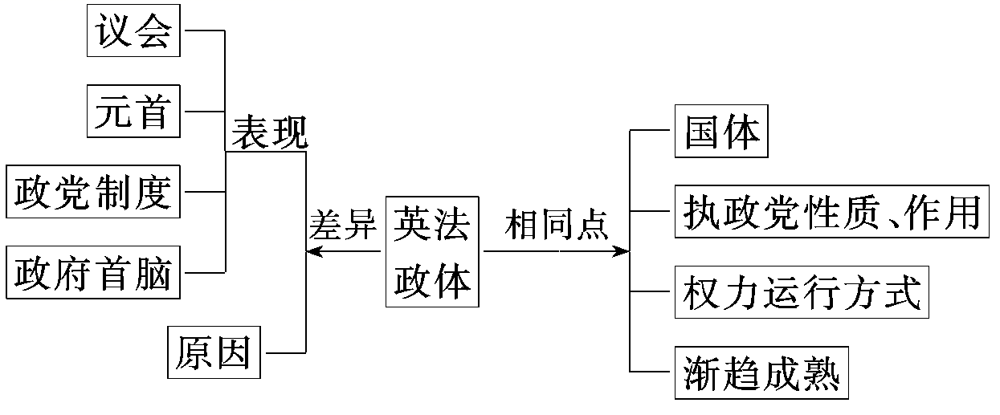 议会
元首
政党制度
政府首脑
表现
原因
差异
英法
政体
相同点
国体
执政党性质、作用
权力运行方式
渐趋成熟